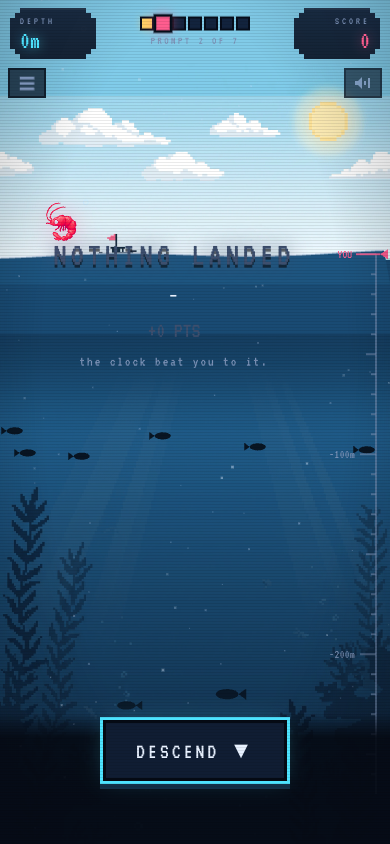 DEPTH
0m
SCORE
0
PROMPT 2 OF 7
NOTHING LANDED
YOU
+0 PTS
the clock beat you to it.
-100m
-200m
DESCEND ▼